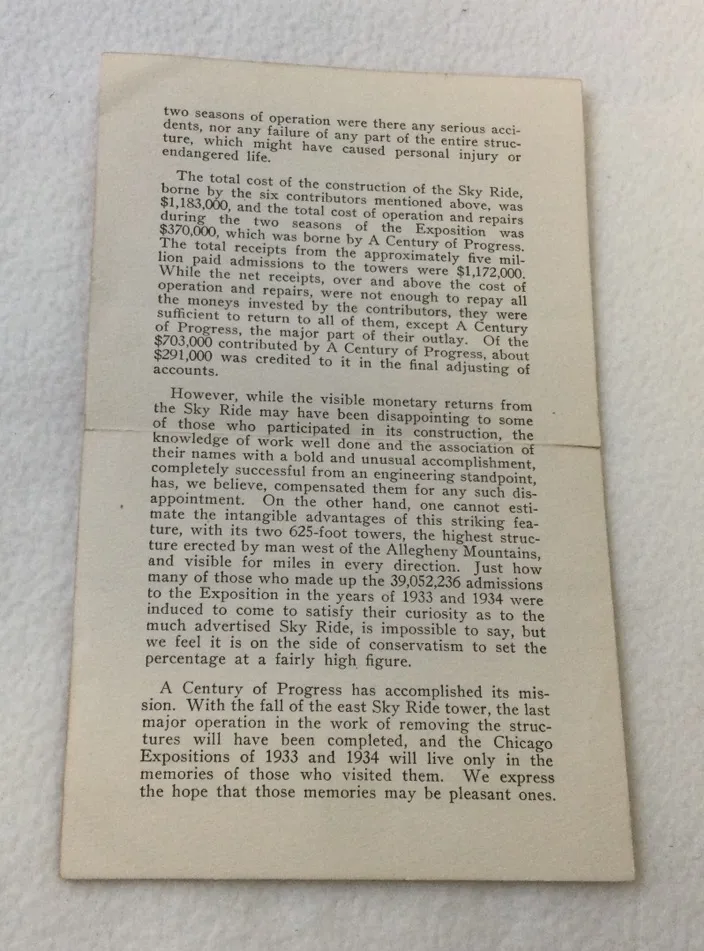 two seasons of operation were there any serious acci-
dents, nor any failure of any part of the entire struc-
ture, which might have caused personal injury or
endangered life.
The total cost of the construction of the Sky Ride,
borne by the six contributors mentioned above, was
$1,183,000, and the total cost of operation and repairs
during the two seasons of the Exposition was
$370,000, which was borne by A Century of Progress.
The total receipts from the approximately five mil-
lion paid admissions to the towers were $1,172,000.
While the net receipts, over and above the cost of
operation and repairs, were not enough to repay all
the moneys invested by the contributors, they were
sufficient to return to all of them, except A Century
of Progress, the major part of their outlay. Of the
$703,000 contributed by A Century of Progress, about
$291,000 was credited to it in the final adjusting of
accounts.
However, while the visible monetary returns from
the Sky Ride may have been disappointing to some
of those who participated in its construction, the
knowledge of work well done and the association of
their names with a bold and unusual accomplishment,
completely successful from an engineering standpoint,
has, we believe, compensated them for any such dis-
appointment. On the other hand, one cannot esti-
mate the intangible advantages of this striking fea-
ture, with its two 625-foot towers, the highest struc-
ture erected by man west of the Allegheny Mountains,
and visible for miles in every direction. Just how
many of those who made up the 39,052,236 admissions
to the Exposition in the years of 1933 and 1934 were
induced to come to satisfy their curiosity as to the
much advertised Sky Ride, is impossible to say, but
we feel it is on the side of conservatism to set the
percentage at a fairly high figure.
A Century of Progress has accomplished its mis-
sion. With the fall of the east Sky Ride tower, the last
major operation in the work of removing the struc-
tures will have been completed, and the Chicago
Expositions of 1933 and 1934 will live only in the
memories of those who visited them. We express
the hope that those memories may be pleasant ones.